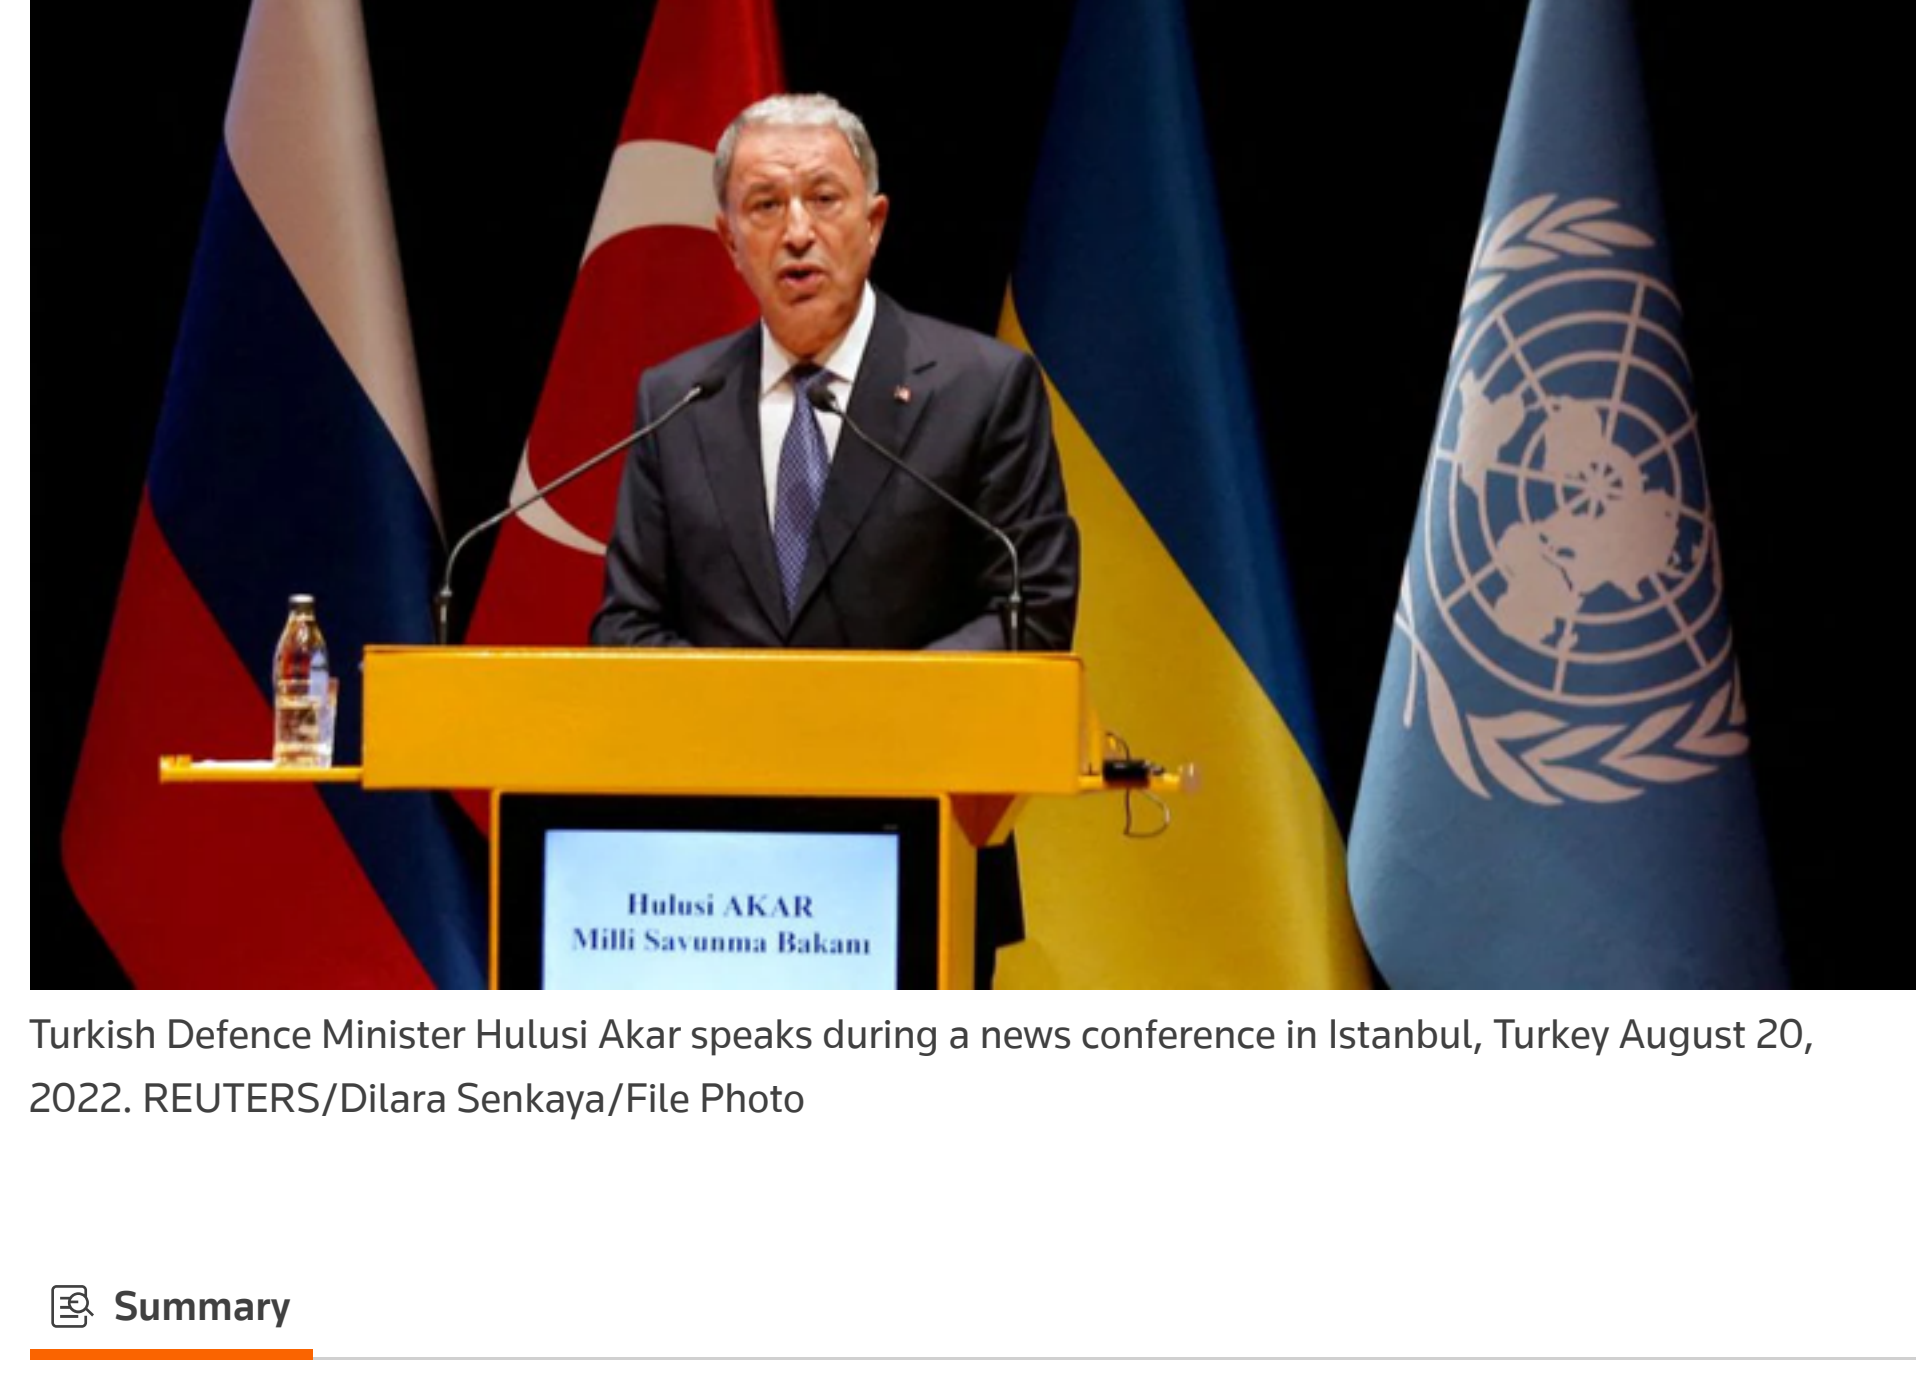 Hulusi AKAR
Milli Savunma Bakanı
Turkish Defence Minister Hulusi Akar speaks during a news conference in Istanbul, Turkey August 20,
2022. REUTERS/Dilara Senkaya/File Photo
Summary